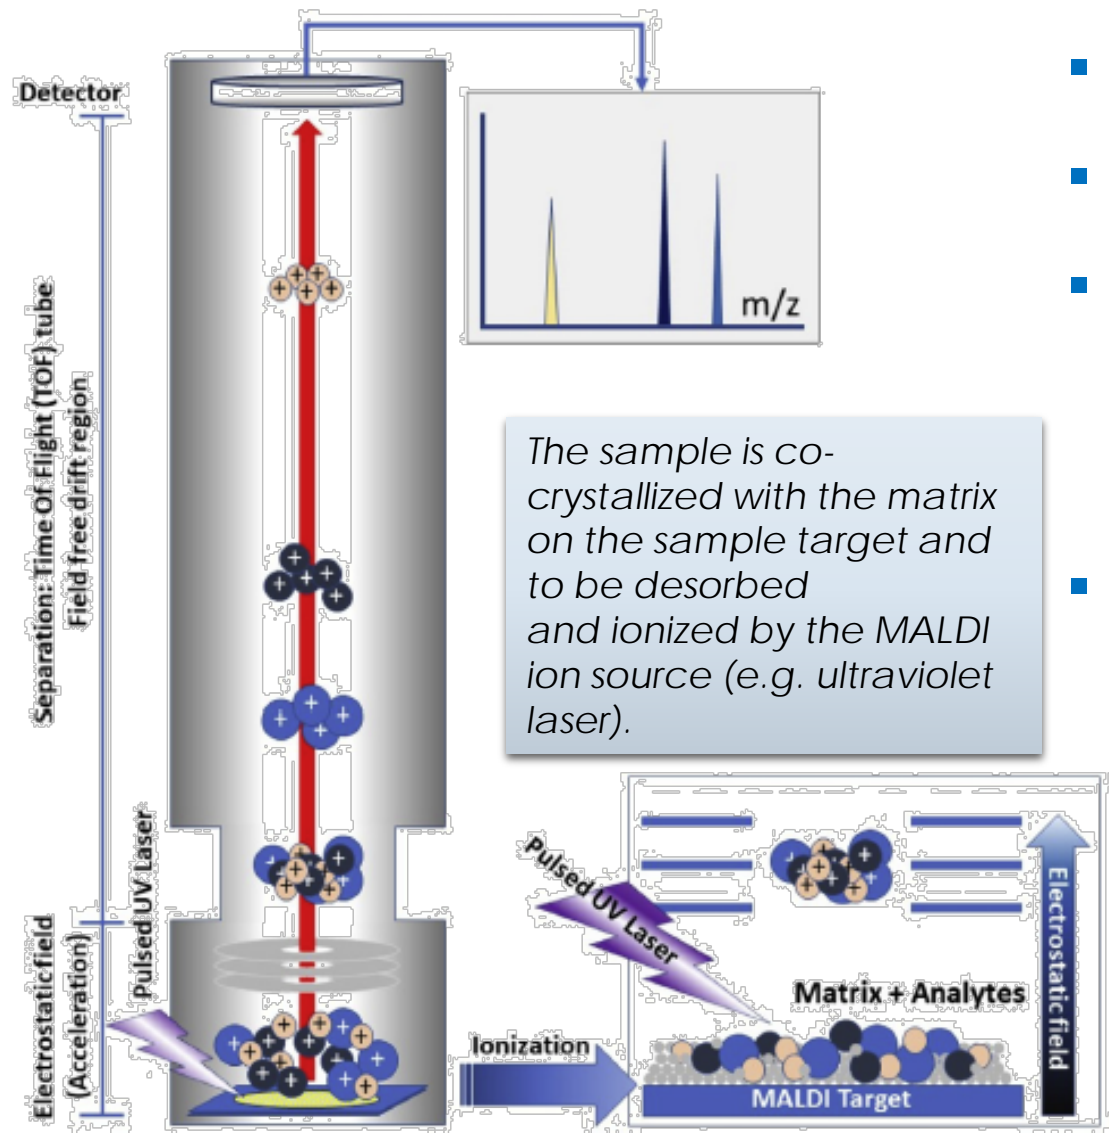 Detector
m/z
Separation: Time Of Flight (TOF) tube
Field free drift region
The sample is co-
crystallized with the matrix
on the sample target and
to be desorbed
and ionized by the MALDI
ion source (e.g. ultraviolet
laser).
Pulsed UV Laser
Electrostatic field
(Acceleration)
Ionization
Pulsed UV Laser
Matrix + Analytes
Electrostatic field
MALDI Target